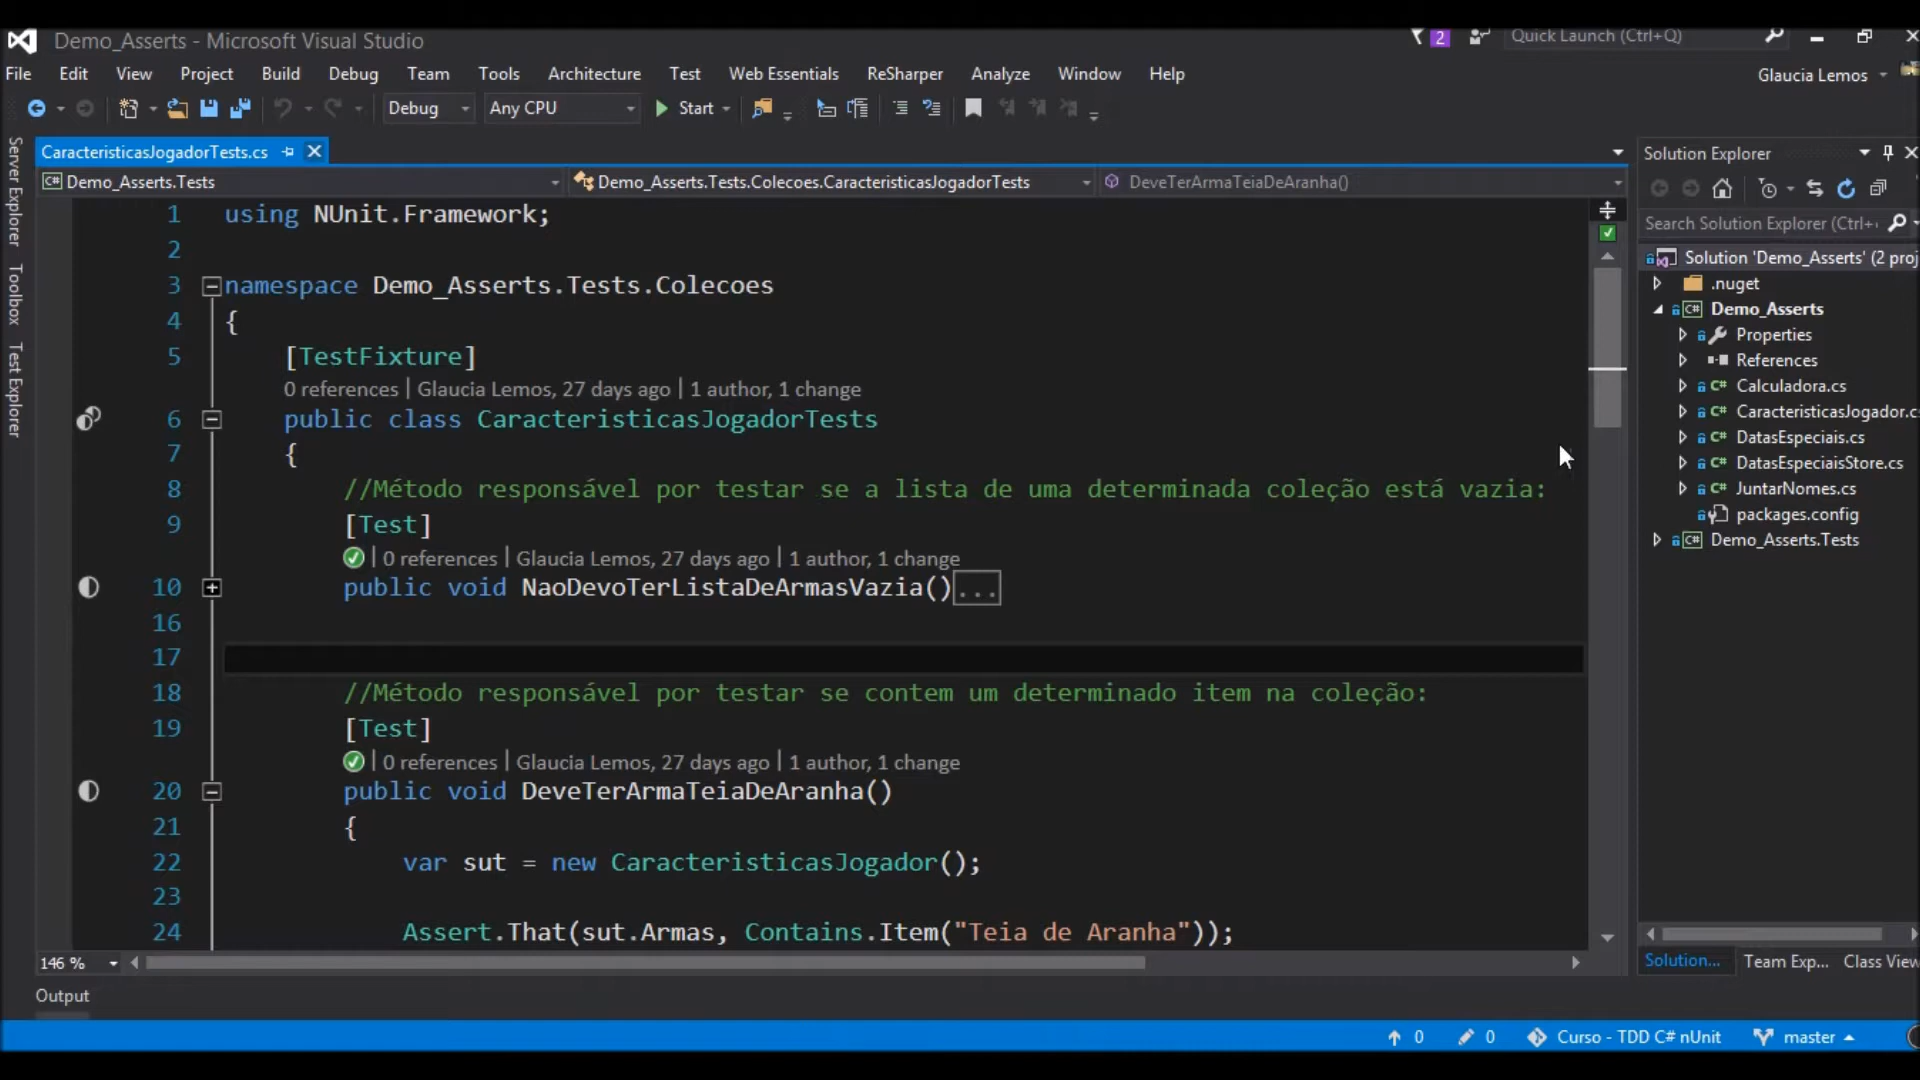 Demo_Asserts - Microsoft Visual Studio
2
Quick Launch (Ctrl+Q)
File Edit View Project Build Debug Team Tools Architecture Test Web Essentials ReSharper Analyze Window Help
Glaucia Lemos
Debug Any CPU Start
Server Explorer
Toolbox
Test Explorer
CaracteristicasJogadorTests.cs
Demo_Asserts.Tests Demo_Asserts.Tests.Colecoes.CaracteristicasJogadorTests DeveTerArmaTeiaDeAranha()
1 using NUnit.Framework;
2
3 namespace Demo_Asserts.Tests.Colecoes
4 {
5 [TestFixture]
0 references | Glaucia Lemos, 27 days ago | 1 author, 1 change
6 public class CaracteristicasJogadorTests
7 {
8 //Método responsável por testar se a lista de uma determinada coleção está vazia:
9 [Test]
| 0 references | Glaucia Lemos, 27 days ago | 1 author, 1 change
10 public void NaoDevoTerListaDeArmasVazia()...
16
17
18 //Método responsável por testar se contem um determinado item na coleção:
19 [Test]
| 0 references | Glaucia Lemos, 27 days ago | 1 author, 1 change
20 public void DeveTerArmaTeiaDeAranha()
21 {
22 var sut = new CaracteristicasJogador();
23
24 Assert.That(sut.Armas, Contains.Item("Teia de Aranha"));
146 %
Solution Explorer
Search Solution Explorer (Ctrl+
Solution 'Demo_Asserts' (2 proj
.nuget
C# Demo_Asserts
Properties
References
C# Calculadora.cs
C# CaracteristicasJogador.c
C# DatasEspeciais.cs
C# DatasEspeciaisStore.cs
C# JuntarNomes.cs
packages.config
C# Demo_Asserts.Tests
Solution... Team Exp... Class View
Output
0 0 Curso - TDD C# nUnit master